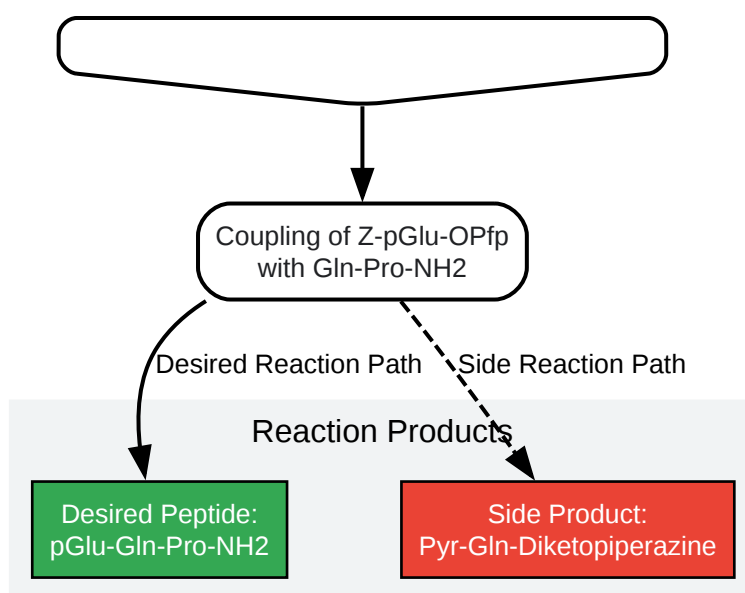 Coupling of Z-pGlu-OPfp
with Gln-Pro-NH2
Desired Reaction Path
Side Reaction Path
Reaction Products
Desired Peptide:
pGlu-Gln-Pro-NH2
Side Product:
Pyr-Gln-Diketopiperazine